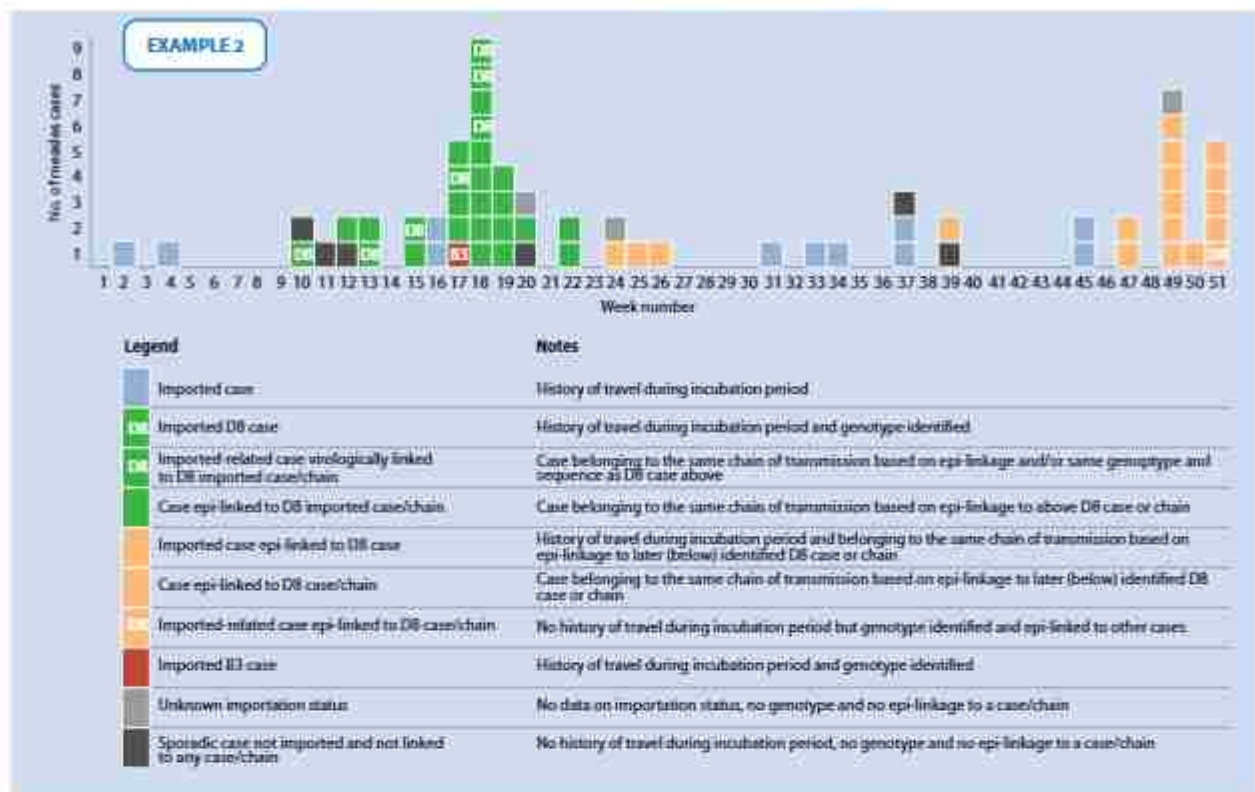 EXAMPLE 2
No. of measles cases
9
8
7
6
5
4
3
2
1
D8
D8
D8
D8
D8
D8 D8 B3
1 2 3 4 5 6 7 8 9 10 11 12 13 14 15 16 17 18 19 20 21 22 24 25 26 27 28 29 30 31 32 33 34 35 36 37 38 39 40 41 42 43 44 45 46 47 48 49 50 51
Week number
Legend Notes
Imported case History of travel during incubation period
D8 Imported D8 case History of travel during incubation period and genotype identified
D8 Imported-related case virologically linked
to D8 imported case/chain
Case belonging to the same chain of transmission based on epi-linkage and/or same genoptype and
sequence as D8 case above
Case epi-linked to D8 imported case/chain Case belonging to the same chain of transmission based on epi-linkage to above D8 case or chain
Imported case epi-linked to D8 case
History of travel during incubation period and belonging to the same chain of transmission based on
epi-linkage to later (below) identified D8 case or chain
Case epi-linked to D8 case/chain
Case belonging to the same chain of transmission based on epi-linkage to later (below) identified D8
case or chain
Imported-related case epi-linked to D8 case/chain No history of travel during incubation period but genotype identified and epi-linked to other cases
Imported B3 case History of travel during incubation period and genotype identified
Unknown importation status No data on importation status, no genotype and no epi-linkage to a case/chain
Sporadic case not imported and not linked
to any case/chain
No history of travel during incubation period, no genotype and no epi-linkage to a case/chain